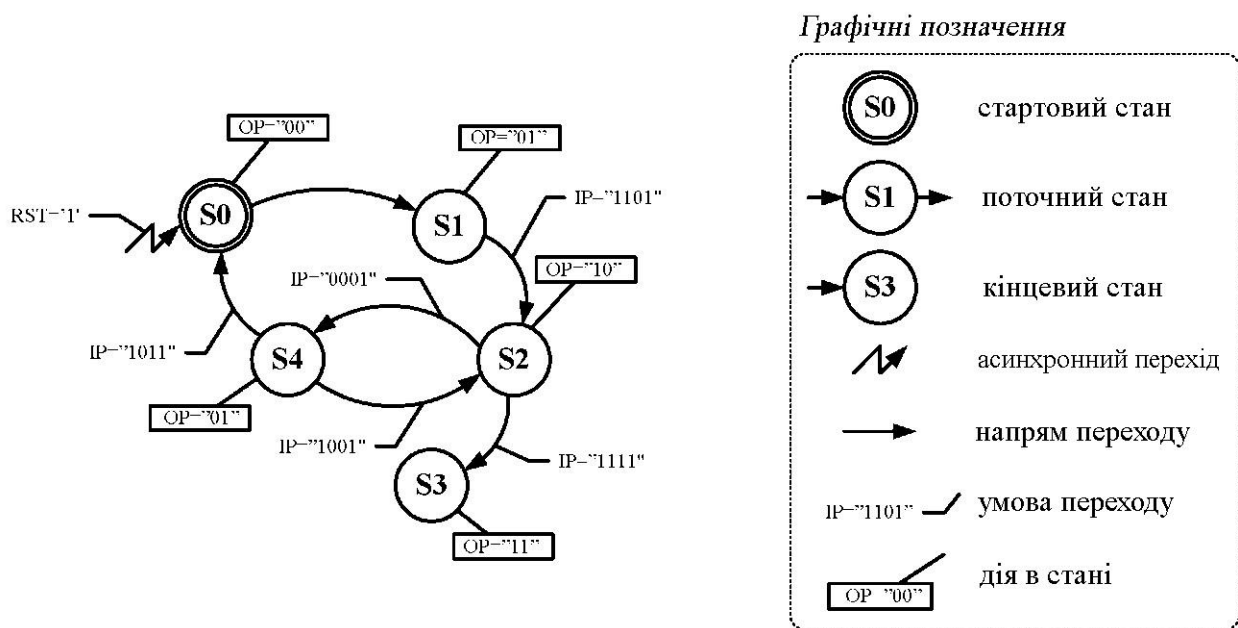 Графічні позначення
OP="00"
OP="01"
S0
S1
RST='1'
IP="1101"
IP="0001"
OP="10"
S4
S2
IP="1011"
OP="01"
IP="1001"
IP="1111"
S3
OP="11"
S0 стартовий стан
S1 поточний стан
S3 кінцевий стан
асинхронний перехід
напрям переходу
IP="1101" умова переходу
OP="00" дія в стані